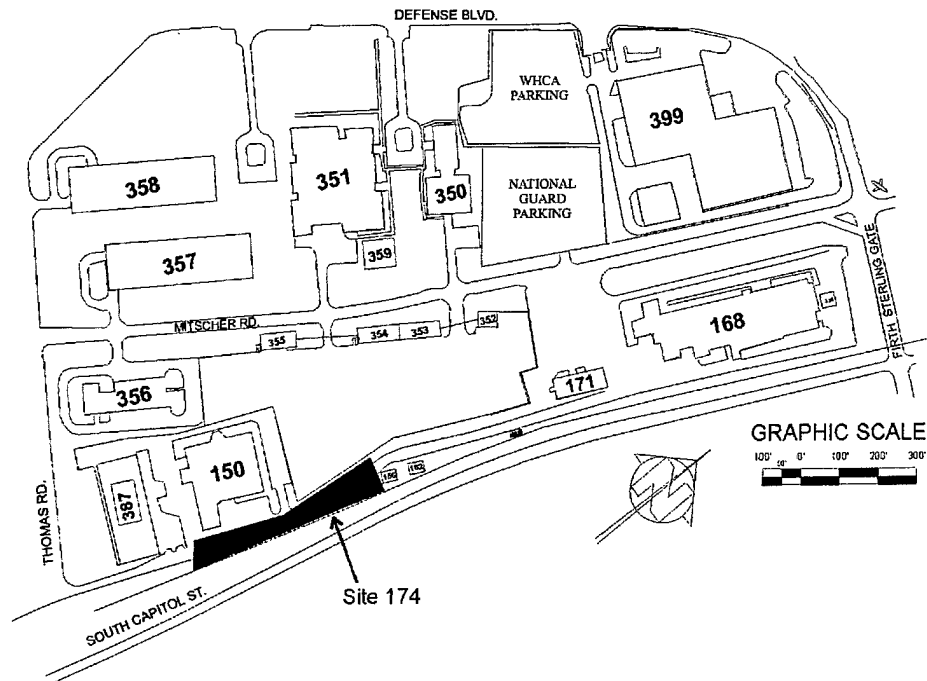 DEFENSE BLVD.
WHCA
PARKING
399
358
351
350
NATIONAL
GUARD
PARKING
357
359
FIRTH STERLING GATE
MITSCHER RD.
355
354
353
352
168
356
171
150
387
THOMAS RD.
GRAPHIC SCALE
100'
50'
0'
100'
200'
300'
Site 174
SOUTH CAPITOL ST.